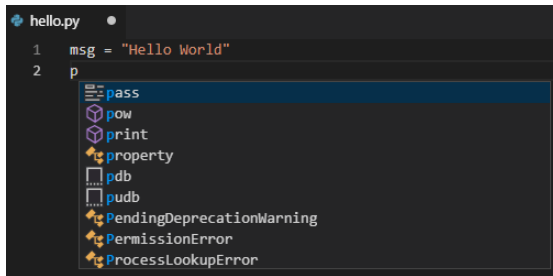 hello.py
1 msg = "Hello World"
2 p
pass
pow
print
property
pdb
pudb
PendingDeprecationWarning
PermissionError
ProcessLookupError